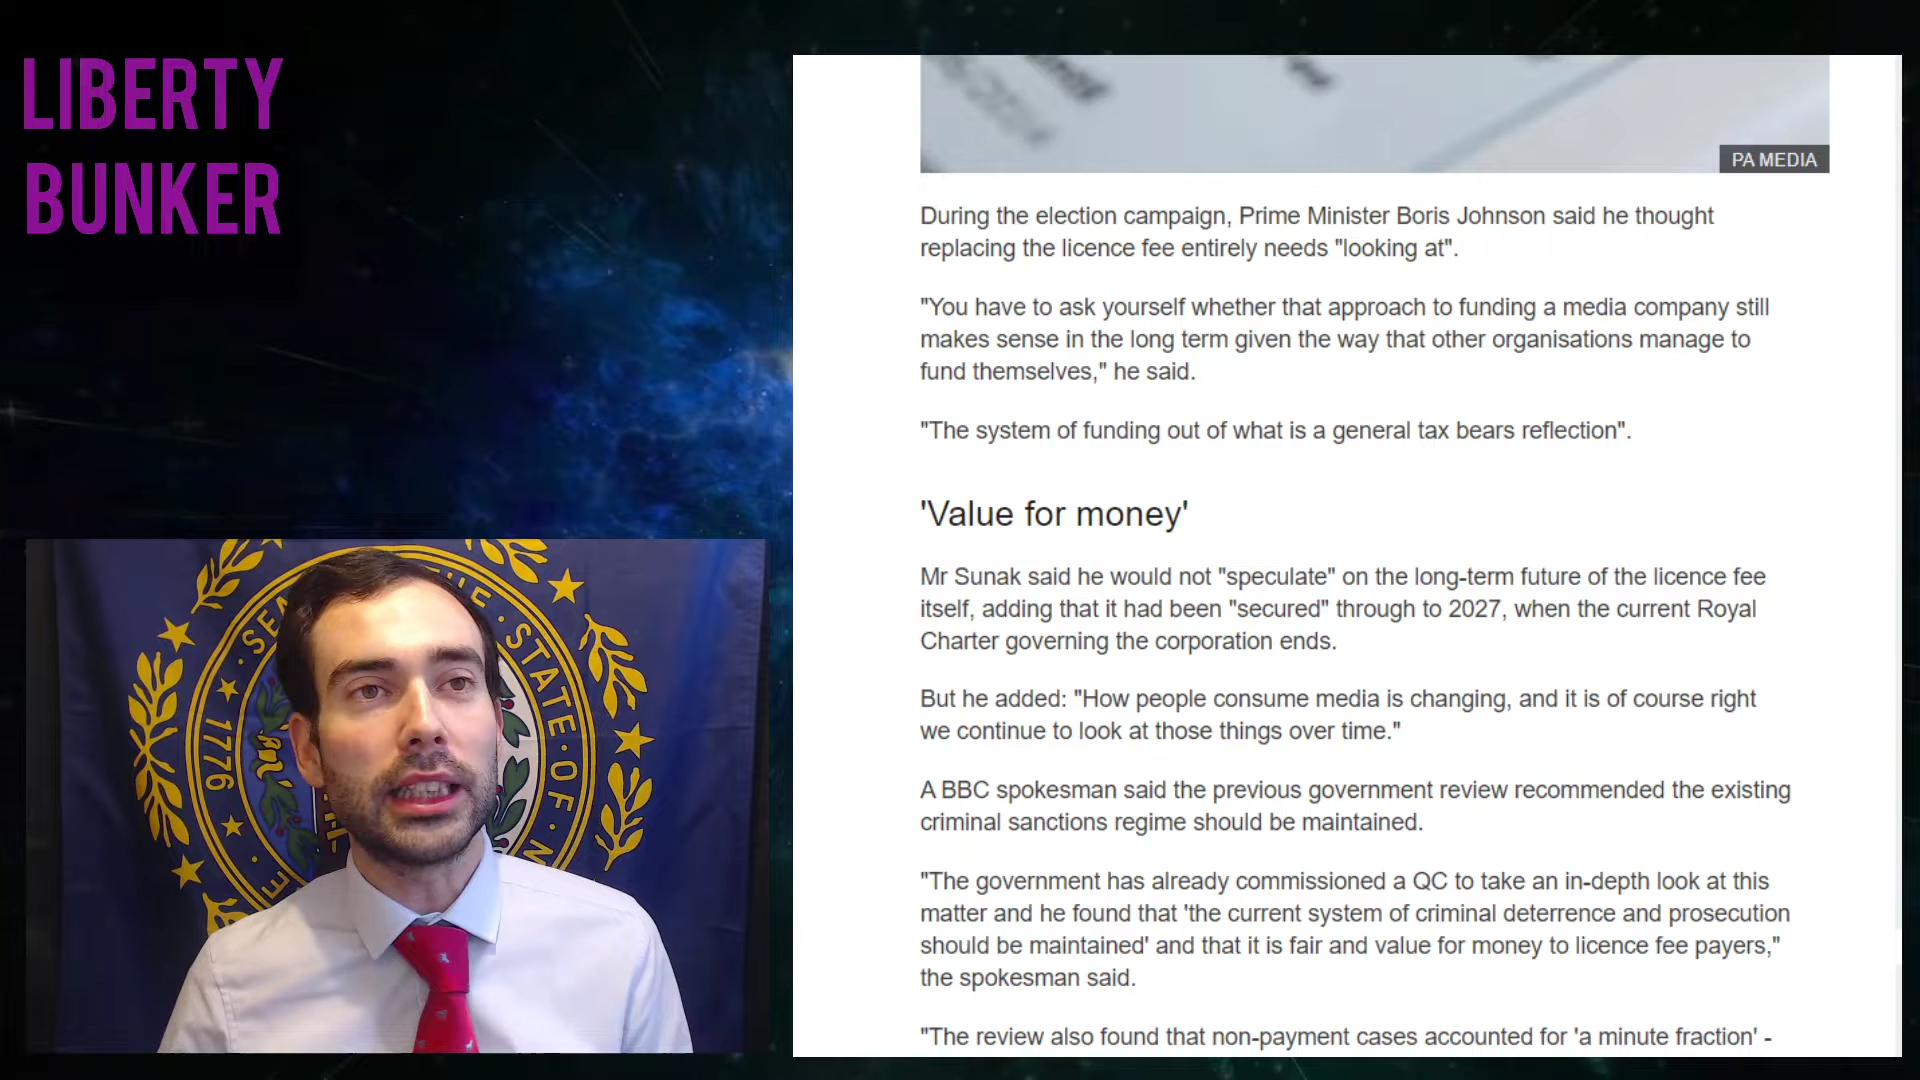 LIBERTY
BUNKER
PA MEDIA
During the election campaign, Prime Minister Boris Johnson said he thought
replacing the licence fee entirely needs "looking at".
"You have to ask yourself whether that approach to funding a media company still
makes sense in the long term given the way that other organisations manage to
fund themselves," he said.
"The system of funding out of what is a general tax bears reflection".
'Value for money'
Mr Sunak said he would not "speculate" on the long-term future of the licence fee
itself, adding that it had been "secured" through to 2027, when the current Royal
Charter governing the corporation ends.
But he added: "How people consume media is changing, and it is of course right
we continue to look at those things over time."
A BBC spokesman said the previous government review recommended the existing
criminal sanctions regime should be maintained.
"The government has already commissioned a QC to take an in-depth look at this
matter and he found that 'the current system of criminal deterrence and prosecution
should be maintained' and that it is fair and value for money to licence fee payers,"
the spokesman said.
"The review also found that non-payment cases accounted for 'a minute fraction' -
STATE · OF · N
1776